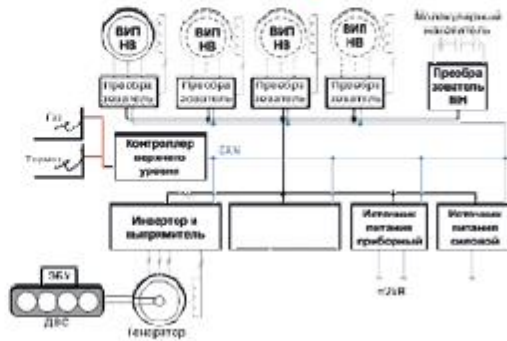 ВИП
НВ
ВИП
НВ
ВИП
НВ
ВИП
НВ
Молекулярный
накопитель
Преобра
зователь
Преобра
зователь
Преобра
зователь
Преобра
зователь
Преобра
зователь
Газ
Тормоз
Контроллер
верхнего
уровня
CAN
Инвертор и
выпрямитель
Источник
питания
приборный
Источник
питания
силовой
ЭБУ
ДВС
Генератор